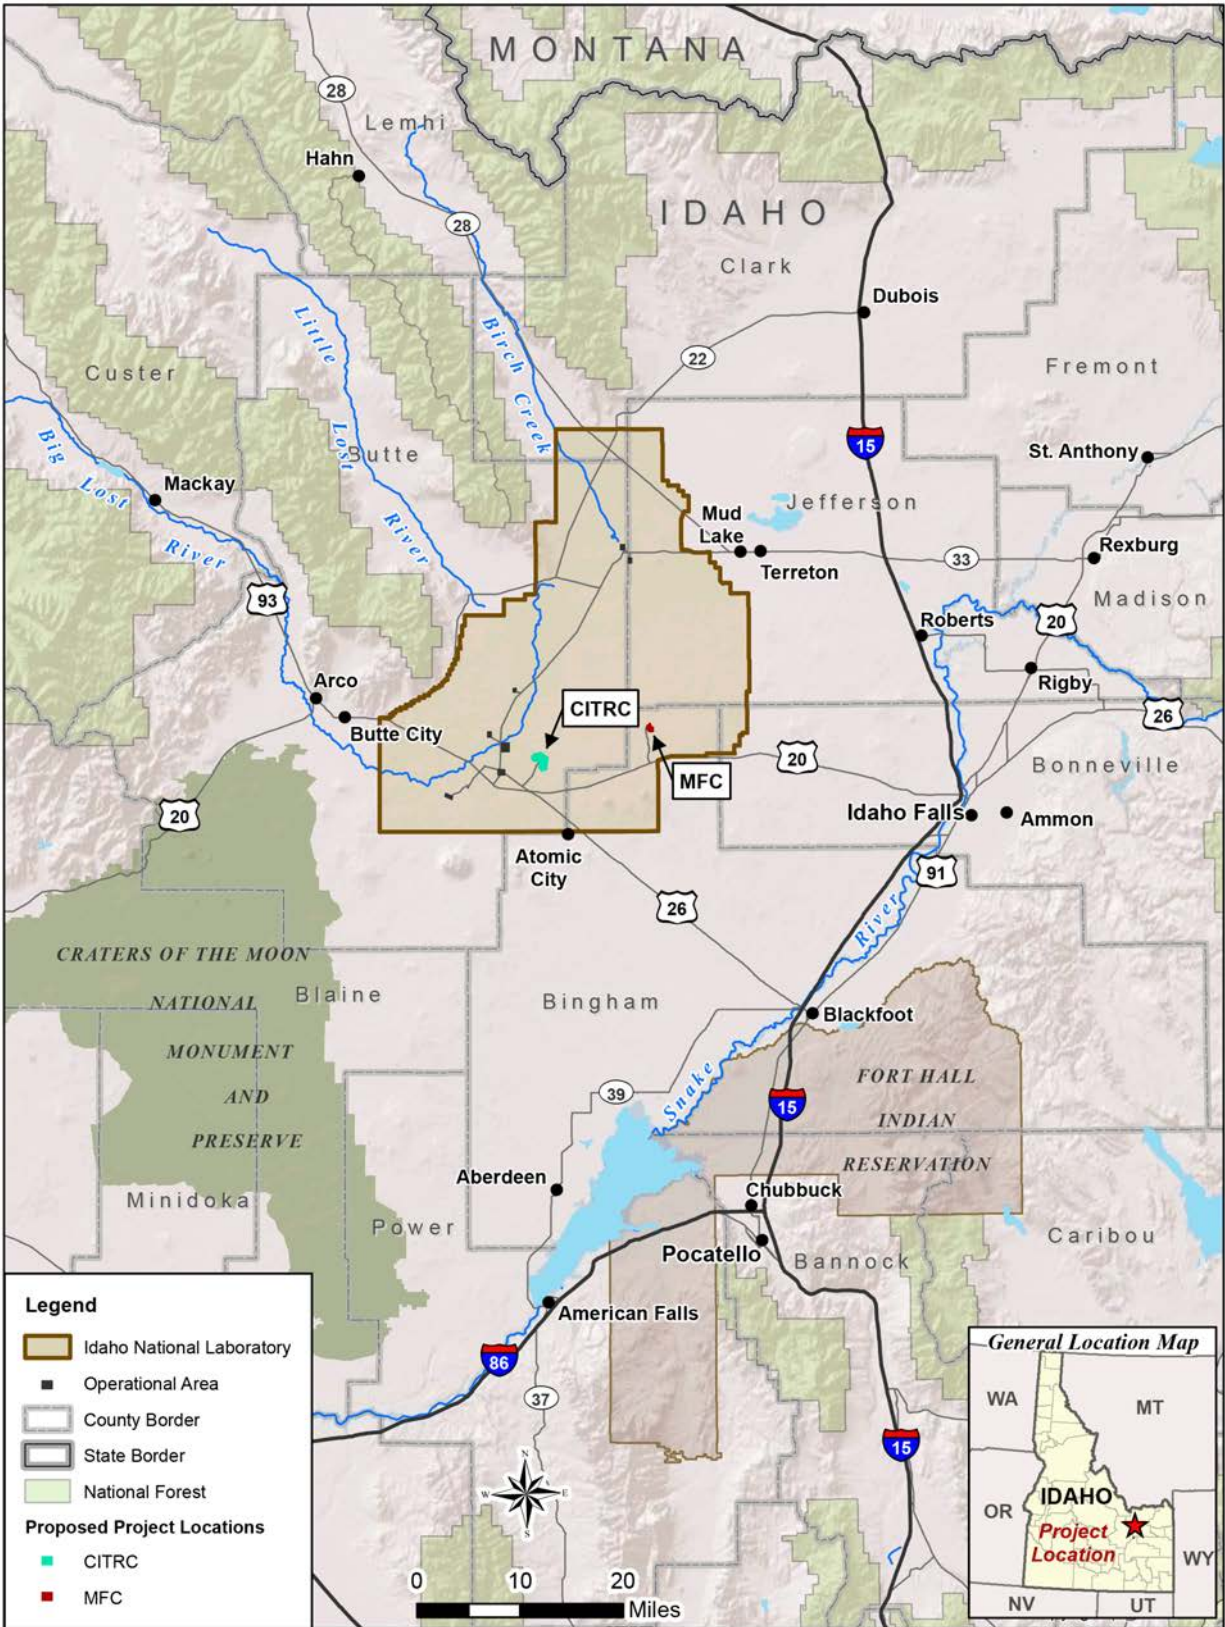 MONTANA
28
Lemhi
Hahn
IDAHO
28
Clark
Dubois
Little
Lost
River
Birch Creek
22
Custer
Fremont
Butte
15
Big
Lost
River
St. Anthony
Mackay
Jefferson
Mud
Lake
Terreton
33
Rexburg
93
Madison
20
Roberts
Arco
Rigby
CITRC
Butte City
26
MFC
20
Bonneville
20
Idaho Falls
Ammon
Atomic
City
91
26
River
CRATERS OF THE MOON
NATIONAL
MONUMENT
AND
PRESERVE
Blaine
Bingham
Blackfoot
Snake
FORT HALL
INDIAN
RESERVATION
39
15
Aberdeen
Minidoka
Chubbuck
Power
Caribou
Pocatello
Bannock
American Falls
86
37
15
Legend
Idaho National Laboratory
Operational Area
County Border
State Border
National Forest
Proposed Project Locations
CITRC
MFC
N
W
E
S
0 10 20
Miles
General Location Map
WA
MT
OR
IDAHO
Project
Location
WY
NV
UT